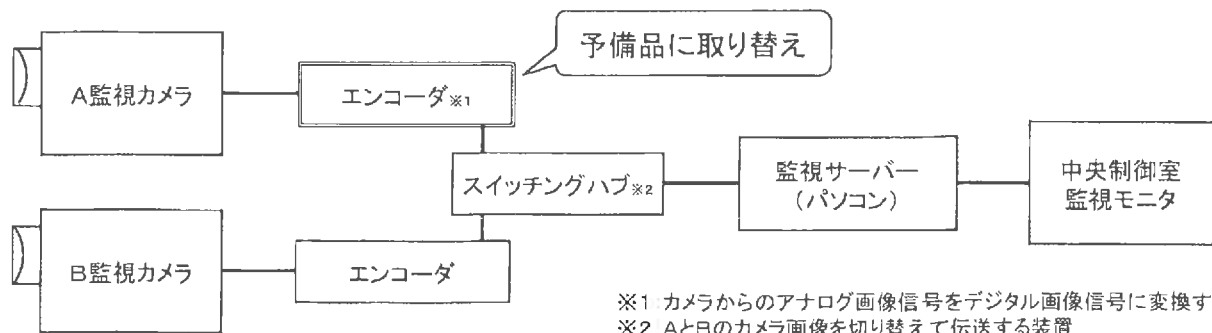 予備品に取り替え
A監視カメラ
エンコーダ※1
スイッチングハブ※2
監視サーバー
(パソコン)
中央制御室
監視モニタ
B監視カメラ
エンコーダ
※1:カメラからのアナログ画像信号をデジタル画像信号に変換す
※2:AとBのカメラ画像を切り替えて伝送する装置